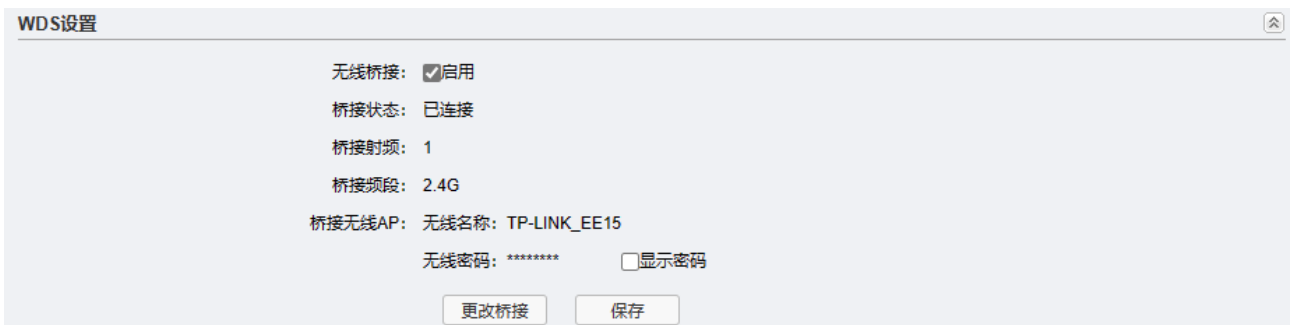 WDS设置
无线桥接: 启用
桥接状态: 已连接
桥接射频: 1
桥接频段: 2.4G
桥接无线AP: 无线名称: TP-LINK_EE15
无线密码: ******** 显示密码
更改桥接 保存